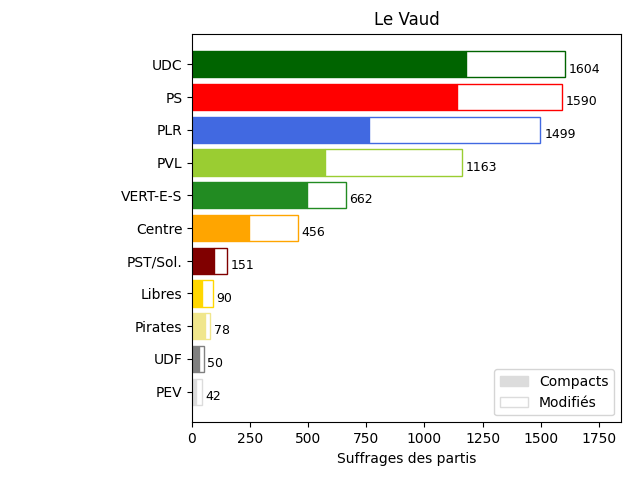 Le Vaud
UDC 1604
PS 1590
PLR 1499
PVL 1163
VERT-E-S 662
Centre 456
PST/Sol. 151
Libres 90
Pirates 78
UDF 50
PEV 42
Compacts
Modifiés
0 250 500 750 1000 1250 1500 1750
Suffrages des partis